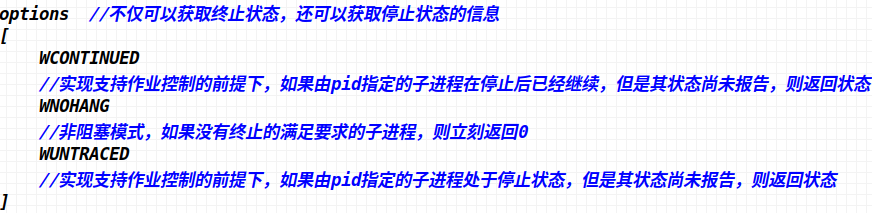 options //不仅可以获取终止状态，还可以获取停止状态的信息
[
WCONTINUED
//实现支持作业控制的前提下，如果由pid指定的子进程在停止后已经继续，但是其状态尚未报告，则返回状态
WNOHANG
//非阻塞模式，如果没有终止的满足要求的子进程，则立刻返回0
WUNTRACED
//实现支持作业控制的前提下，如果由pid指定的子进程处于停止状态，但是其状态尚未报告，则返回状态
]